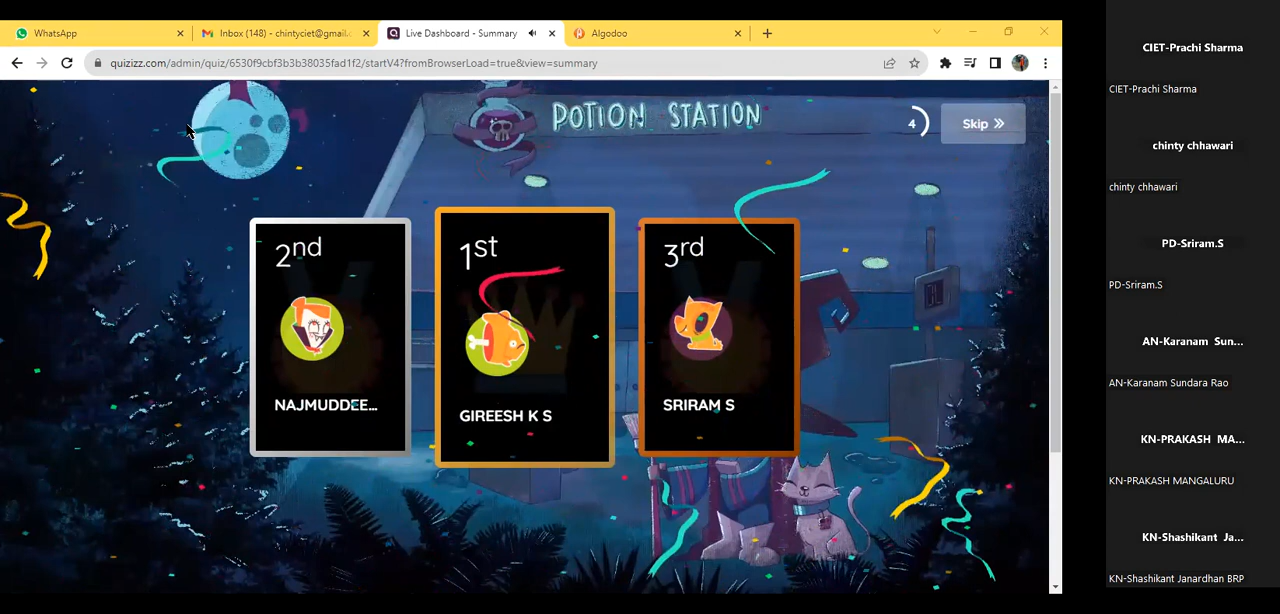 WhatsApp
Inbox (148) - chintyciet@gmail.c
Live Dashboard - Summary
Algodoo
quizizz.com/admin/quiz/6530f9cbf3b3b38035fad1f2/startV4?fromBrowserLoad=true&view=summary
POTION STATION
4
Skip
2nd
NAJMUDDEE...
1st
GIREESH K S
3rd
SRIRAM S
CIET-Prachi Sharma
CIET-Prachi Sharma
chinty chhawari
chinty chhawari
PD-Sriram.S
PD-Sriram.S
AN-Karanam Sun...
AN-Karanam Sundara Rao
KN-PRAKASH MA...
KN-PRAKASH MANGALURU
KN-Shashikant Ja...
KN-Shashikant Janardhan BRP